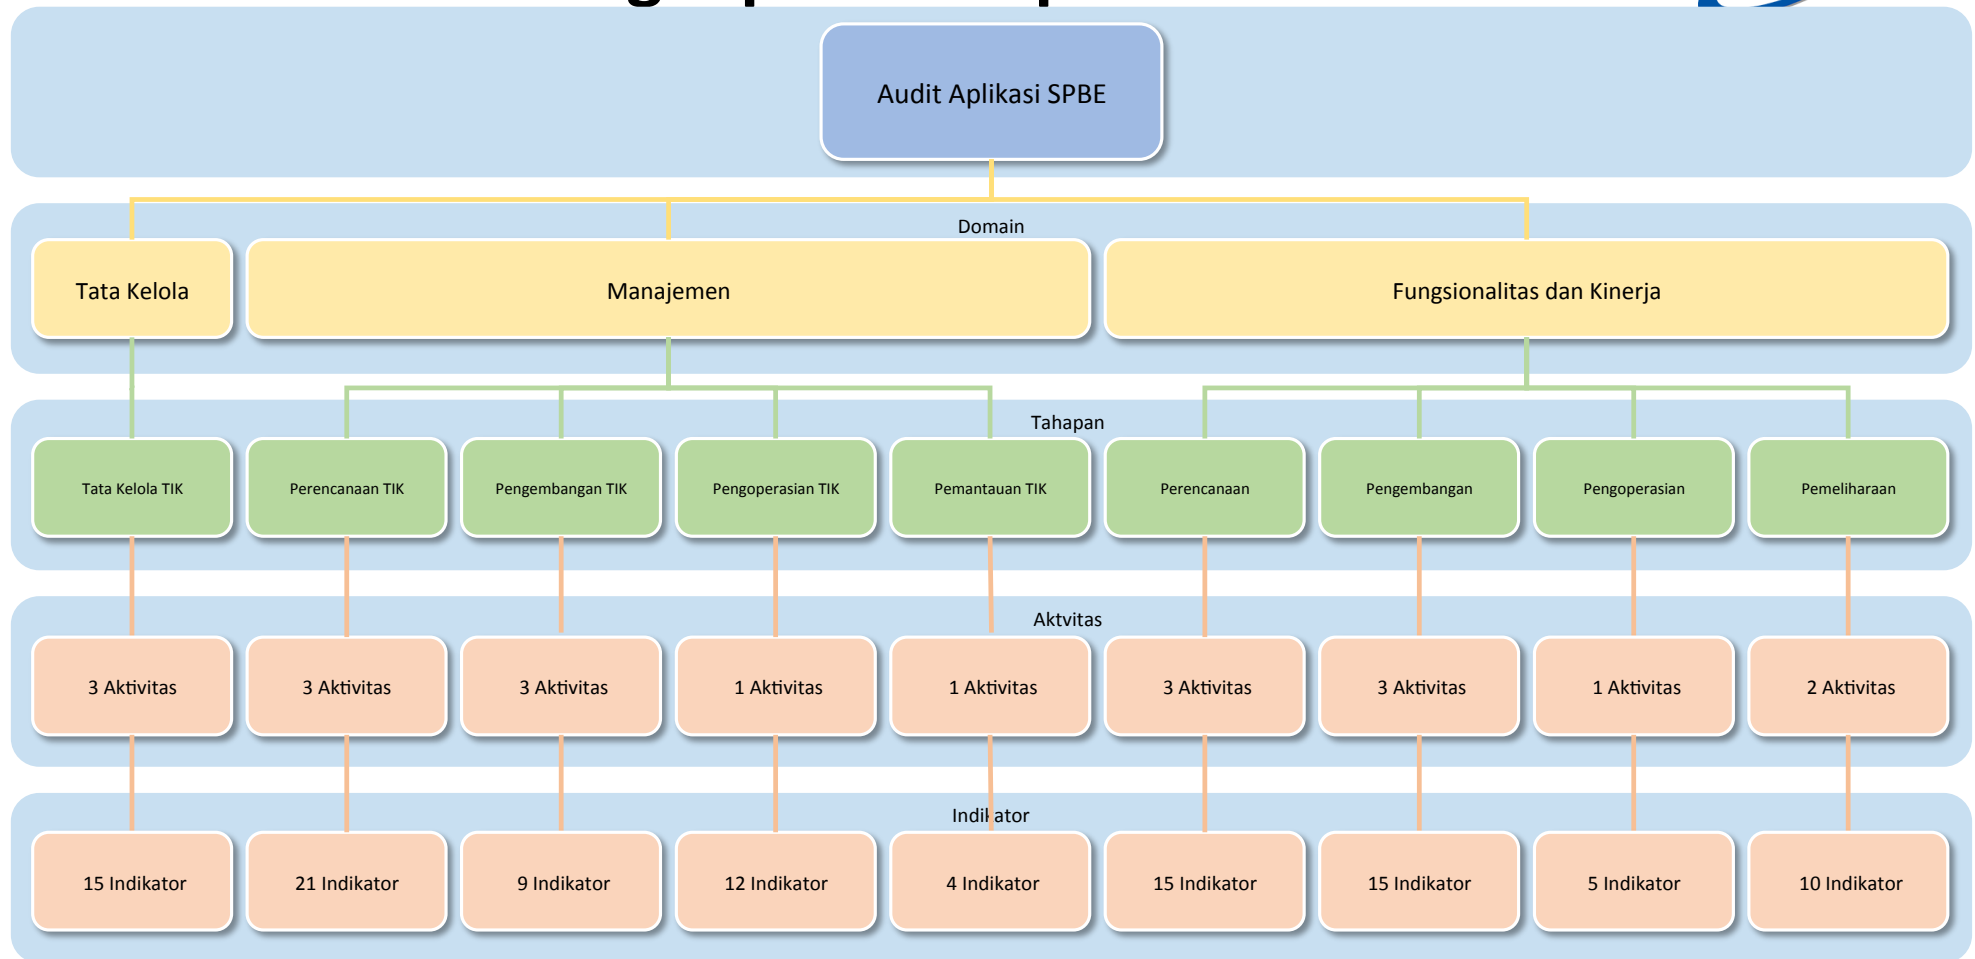 Audit Aplikasi SPBE
Domain
Tata Kelola
Manajemen
Fungsionalitas dan Kinerja
Tahapan
Tata Kelola TIK
Perencanaan TIK
Pengembangan TIK
Pengoperasian TIK
Pemantauan TIK
Perencanaan
Pengembangan
Pengoperasian
Pemeliharaan
Aktvitas
3 Aktivitas
3 Aktivitas
3 Aktivitas
1 Aktivitas
1 Aktivitas
3 Aktivitas
3 Aktivitas
1 Aktivitas
2 Aktivitas
Indikator
15 Indikator
21 Indikator
9 Indikator
12 Indikator
4 Indikator
15 Indikator
15 Indikator
5 Indikator
10 Indikator